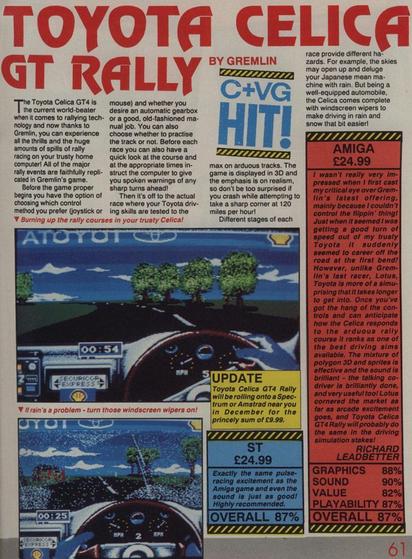 TOYOTA CELICA
GT RALLY
BY GREMLIN
The Toyota Celica GT4 is
the current world-beater
when it comes to rallying tech-
nology and now thanks to
Gremlin, you can experience
all the thrills and the huge
amounts of spills of rally
racing on your trusty home
computer! All of the major
rally events are faithfully repli-
cated in Gremlin's game.
Before the game proper
begins you have the option of
choosing which control
method you prefer (joystick or
mouse) and whether you
desire an automatic gearbox
or a good, old-fashioned ma-
nual job. You can also
choose whether to practise
the track or not. Before each
race you can also have a
quick look at the course and
at the appropriate times in-
struct the computer to give
you spoken warnings of any
sharp turns ahead!
Then it's off to the actual
race where your Toyota driv-
ing skills are tested to the
C+VG
HIT!
max on arduous tracks. The
game is displayed in 3D and
the emphasis is on realism,
so don't be too surprised if
you crash while attempting to
take a sharp corner at 120
miles per hour!
Different stages of each
race provide different ha-
zards. For example, the skies
may open up and deluge
your Japanese mean ma-
chine with rain. But being a
well-equipped automobile,
the Celica comes complete
with windscreen wipers to
make driving in rain and
snow that bit easier!
▼ Burning up the rally courses in your trusty Celica!
00:54
SECURICOR
EXPRESS
MPH
▼ If rain's a problem - turn those windscreen wipers on!
00:25
SECURICOR
EXPRESS
MPH
UPDATE
Toyota Celica GT4 Rally
will be rolling onto a Spec-
trum or Amstrad near you
in December for the
princely sum of £9.99.
ST
£24.99
Exactly the same pulse-
racing excitement as the
Amiga game and even the
sound is just as good!
Highly recommended.
OVERALL 87%
AMIGA
£24.99
I wasn't really very im-
pressed when I first cast
my critical eye over Grem-
lin's latest offering,
mainly because I couldn't
control the flippin' thing!
Just when it seemed I was
getting a good turn of
speed out of my trusty
Toyota it suddenly
seemed to career off the
road at the first bend!
However, unlike Grem-
lin's last racer, Lotus,
Toyota is more of a simu-
prising that it takes longer
to get into. Once you've
got the hang of the con-
trols and can anticipate
how the Celica responds
to the arduous rally
course it ranks as one of
the best driving aims
available. The mixture of
polygon 3D and sprites is
effective and the sound is
brilliant - the talking co-
driver is brilliantly done,
and very useful too! Lotus
cornered the market as
far as arcade excitement
goes, and Toyota Celica
GT4 Rally will probably do
the same in the driving
simulation stakes!
RICHARD
LEADBETTER
GRAPHICS 88%
SOUND 90%
VALUE 82%
PLAYABILITY 87%
OVERALL 87%
61